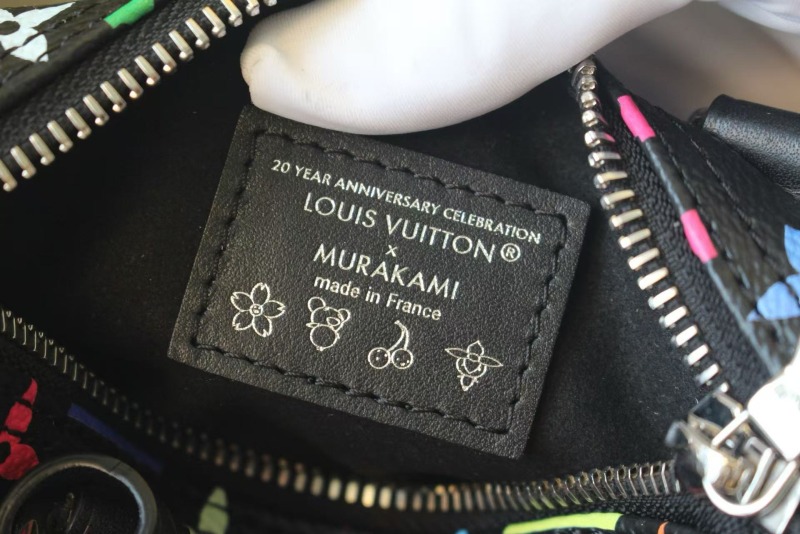 20 YEAR ANNIVERSARY CELEBRATION
LOUIS VUITTON®
x
MURAKAMI
made in France